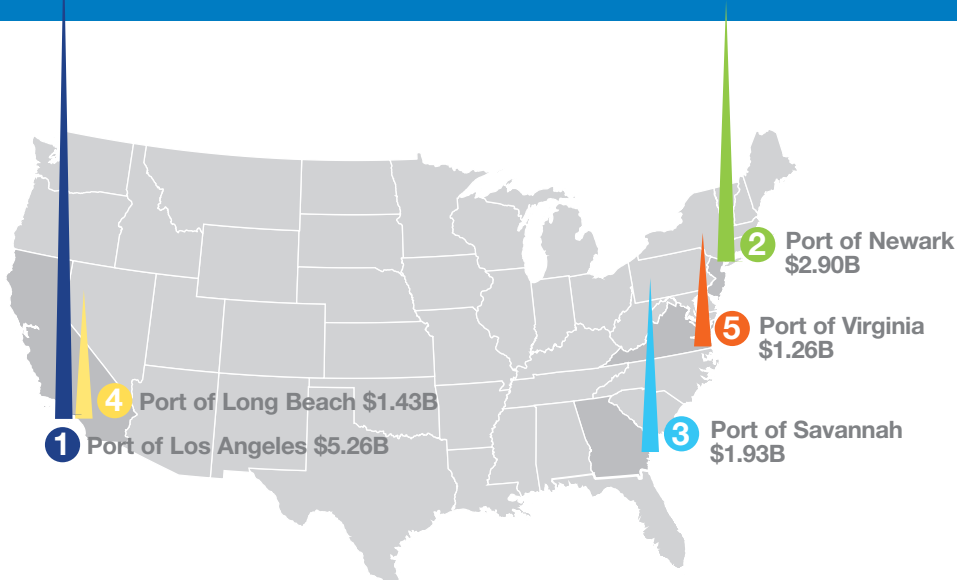 2 Port of Newark
$2.90B
5 Port of Virginia
$1.26B
4 Port of Long Beach $1.43B
1 Port of Los Angeles $5.26B
3 Port of Savannah
$1.93B